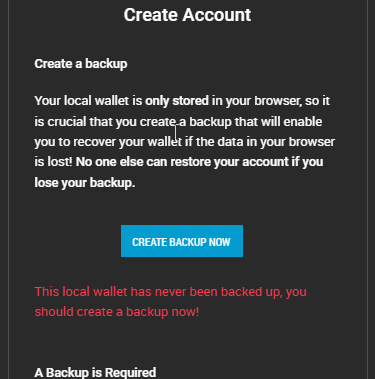 Create Account
Create a backup
Your local wallet is only stored in your browser, so it
is crucial that you create a backup that will enable
you to recover your wallet if the data in your browser
is lost! No one else can restore your account if you
lose your backup.
CREATE BACKUP NOW
This local wallet has never been backed up, you
should create a backup now!
A Backup is Required